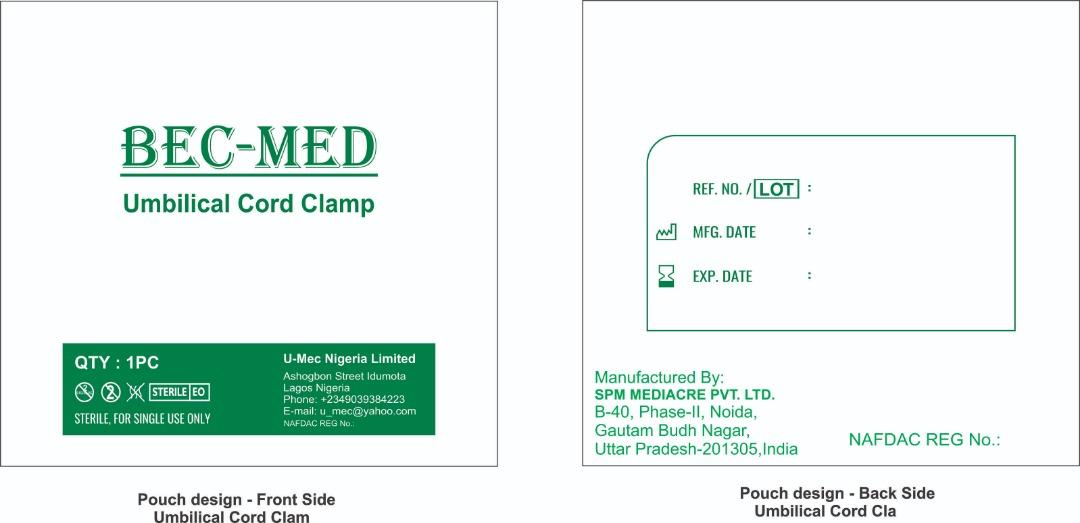 BEC-MED
Umbilical Cord Clamp
QTY : 1PC
2
STERILE EO
STERILE, FOR SINGLE USE ONLY
U-Mec Nigeria Limited
Ashogbon Street Idumota
Lagos Nigeria
Phone: +2349039384223
E-mail: u_mec@yahoo.com
NAFDAC REG No.:
Pouch design - Front Side
Umbilical Cord Clam
REF. NO. / LOT :
MFG. DATE :
EXP. DATE :
Manufactured By:
SPM MEDIACRE PVT. LTD.
B-40, Phase-II, Noida,
Gautam Budh Nagar,
Uttar Pradesh-201305,India
NAFDAC REG No.:
Pouch design - Back Side
Umbilical Cord Cla